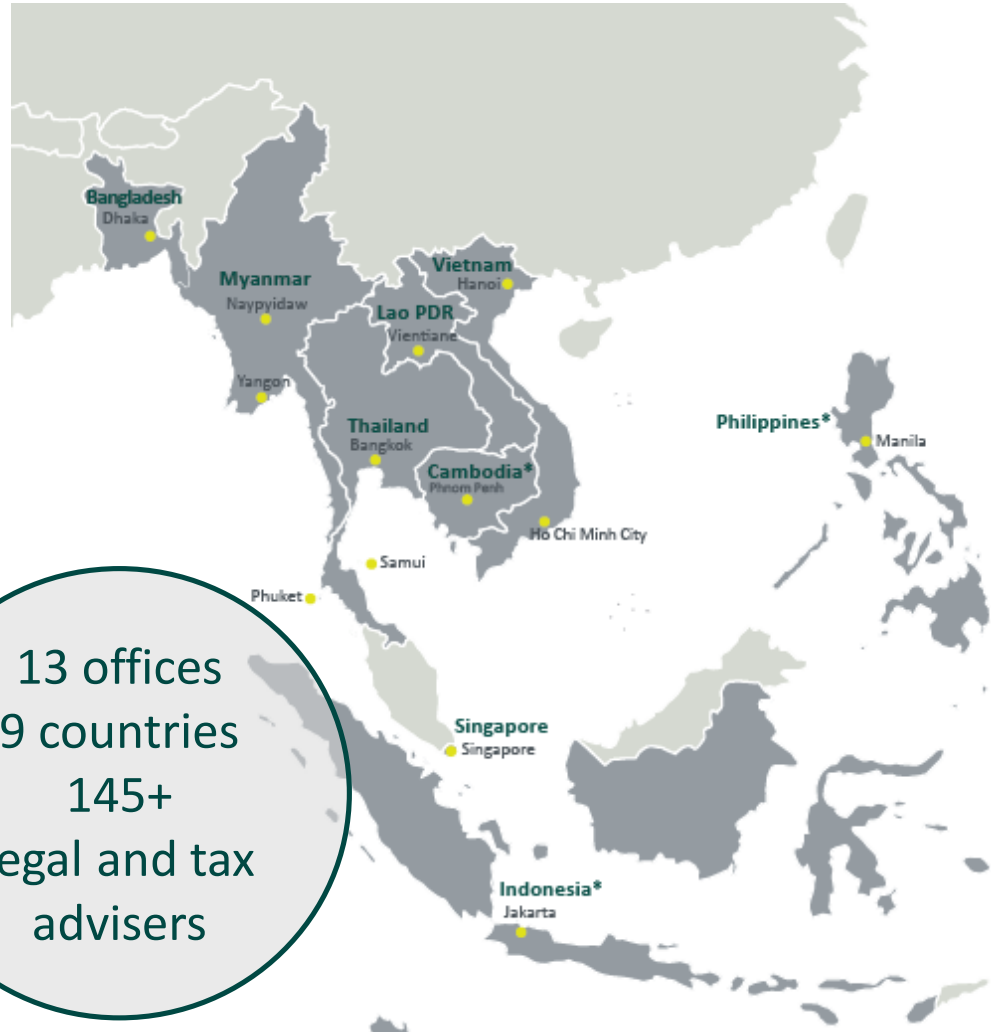 Bangladesh
Dhaka
Myanmar
Naypyidaw
Yangon
Vietnam
Hanoi
Lao PDR
Vientiane
Thailand
Bangkok
Cambodia*
Phnom Penh
Ho Chi Minh City
Philippines*
Manila
Samui
Phuket
Singapore
Singapore
Indonesia*
Jakarta
13 offices
9 countries
145+
egal and tax
advisers